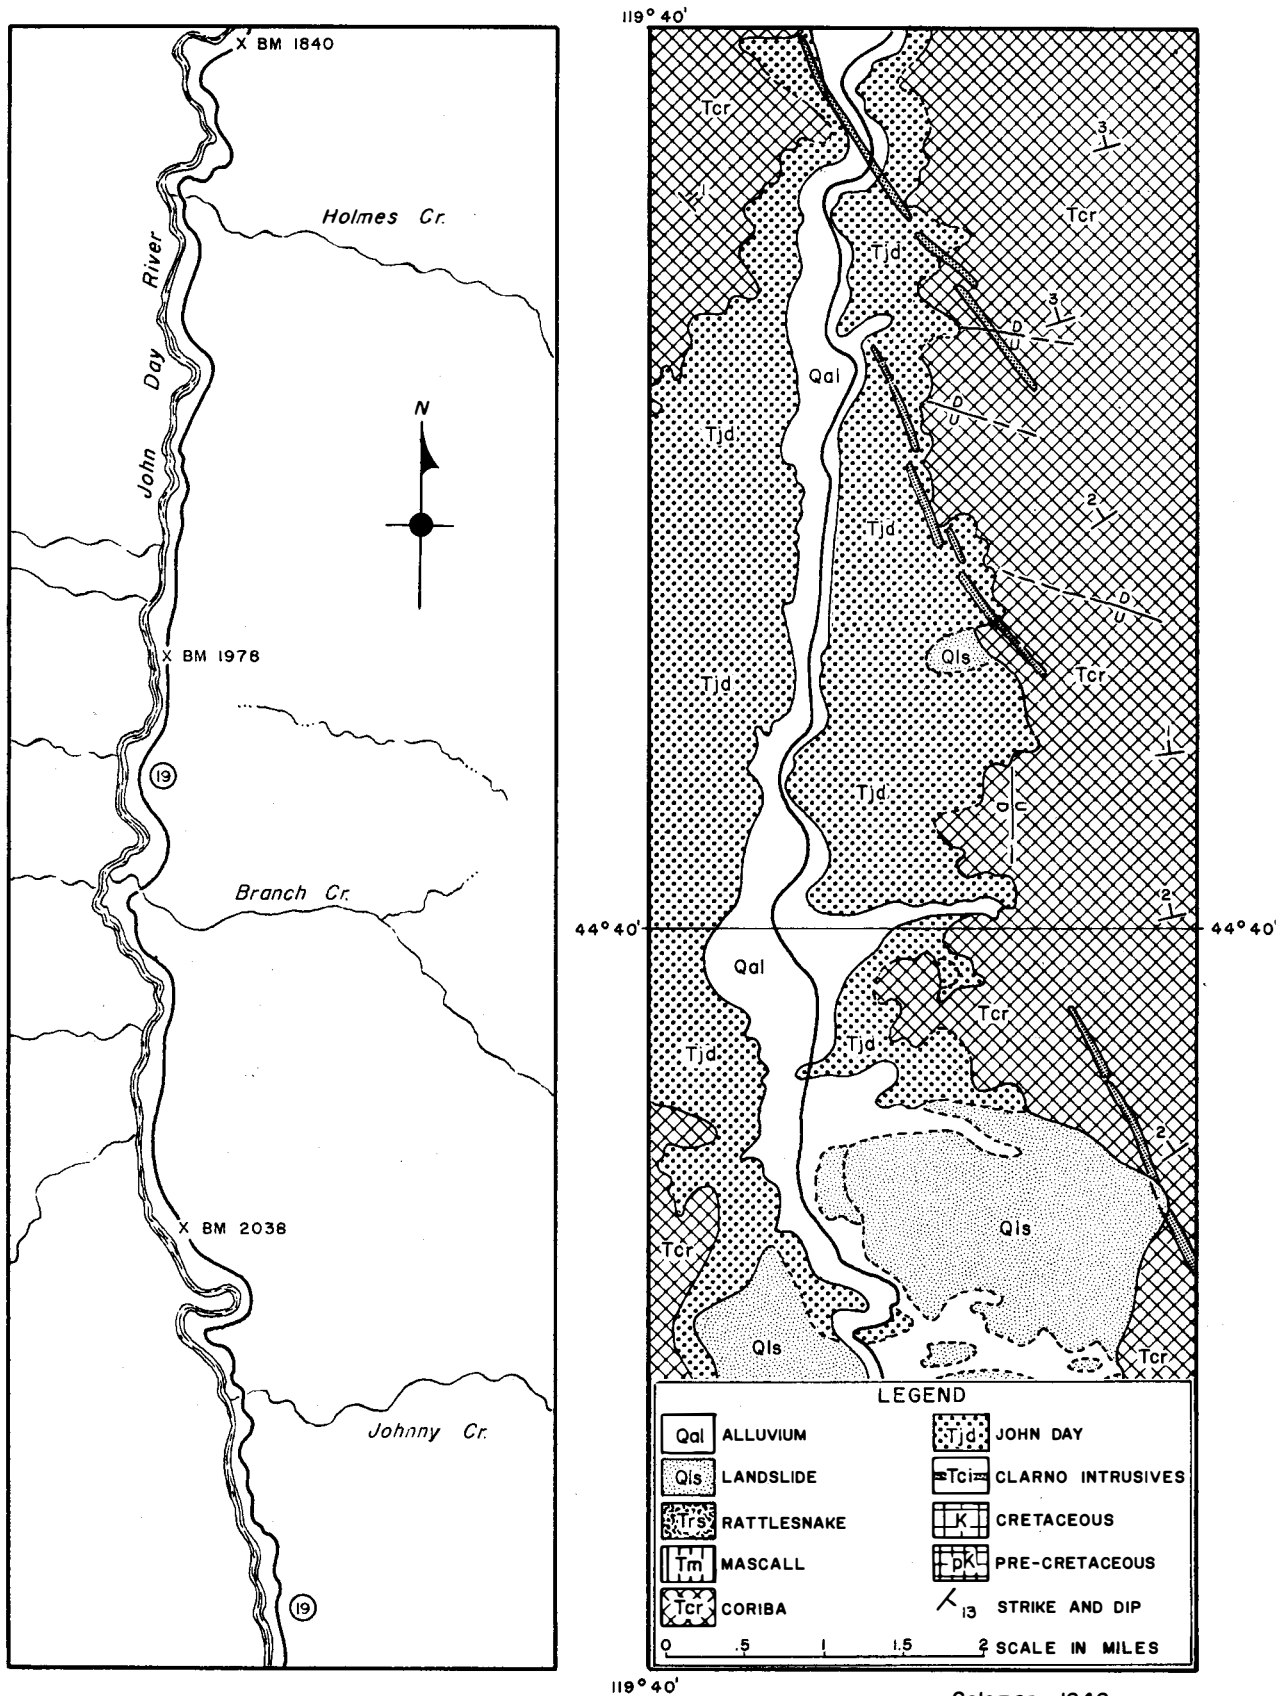 BM 1840
Holmes Cr.
John Day River
N
BM 1978
19
Branch Cr.
BM 2038
Johnny Cr.
19
119° 40'
Tcr
3
1
Tcr
Tjd
3
D
U
Qal
D
U
Tjd
2
Tjd
D
U
Qls
Tcr
Tjd
1
Tjd
D U
2
44° 40'
44° 40'
Qal
Tcr
Tjd
Tjd
2
Qls
Tcr
Qls
Tcr
LEGEND
Qal ALLUVIUM
Qls LANDSLIDE
Trs RATTLESNAKE
Tm MASCALL
Tcr CORIBA
Tjd JOHN DAY
Tci CLARNO INTRUSIVES
K CRETACEOUS
pK PRE-CRETACEOUS
13 STRIKE AND DIP
0 .5 1 1.5 2 SCALE IN MILES
119° 40'